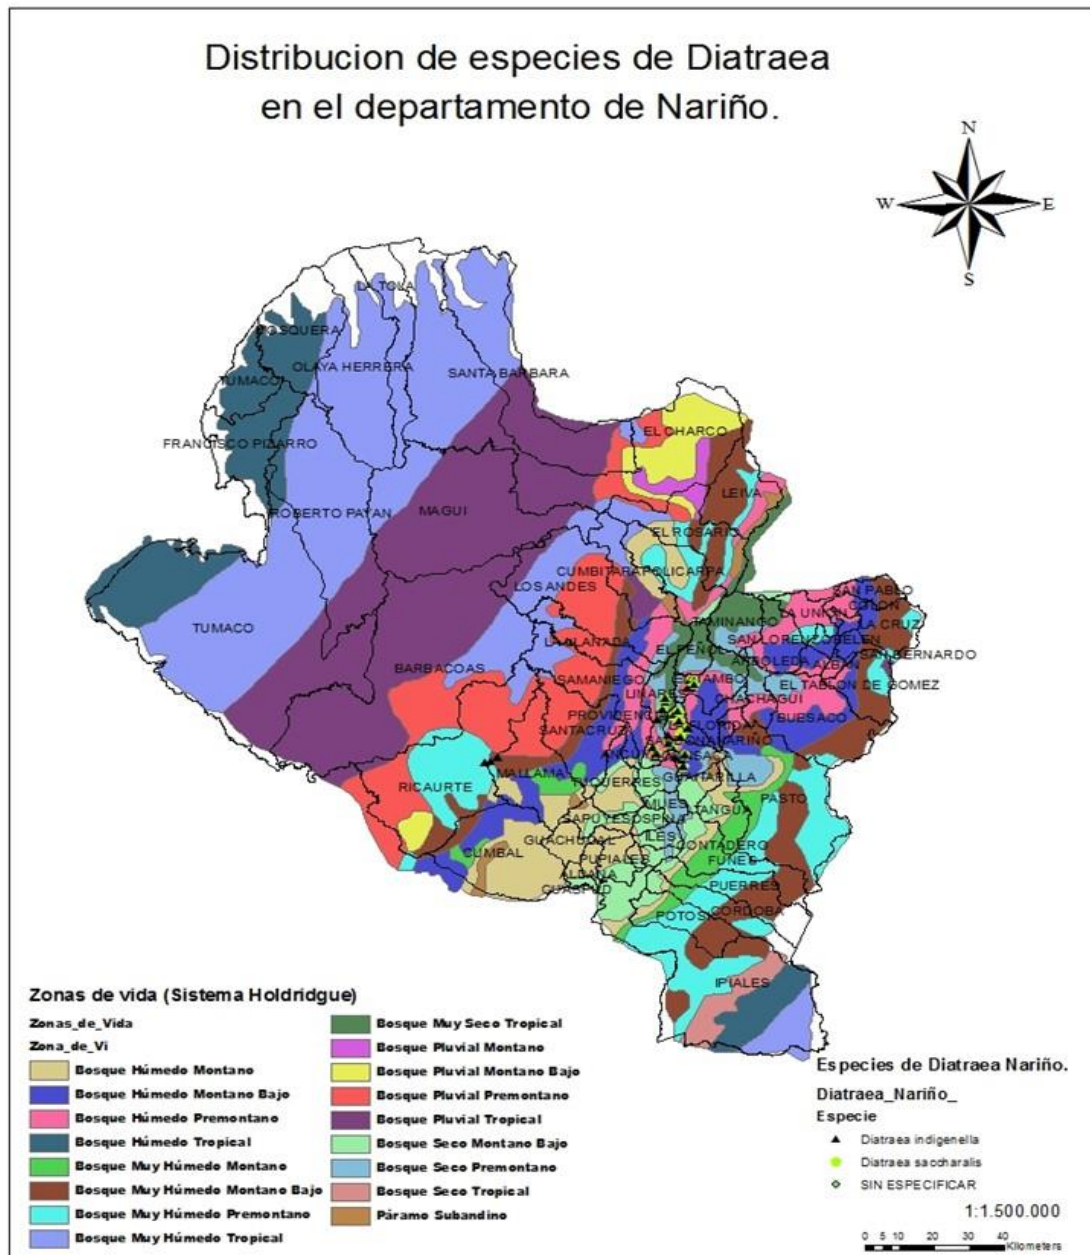 Distribucion de especies de Diatraea
en el departamento de Nariño.
N
W
E
S
LA TOLA
MOSQUERA
OLAYA HERRERA
TUMACO
SANTA BARBARA
FRANCISCO PIZARRO
EL CHARCO
LEIVA
ROBERTO PAYAN
MAGUI
EL ROSARIO
CUMBITARA
POLICARPA
LOS ANDES
SAN PABLO
COLON
LA UNION
LA CRUZ
TAMINANGO
TUMACO
SAN LORENZO
BELEN
LA LLANADA
EL PEÑOL
SAN BERNARDO
BARBACOAS
ARBOLEDA
ALBAN
SAMANIEGO
EL TAMBO
EL TABLON DE GOMEZ
LINARES
CHACHAGUI
PROVIDENCIA
BUESACO
SANTACRUZ
FLORIDA
NARIÑO
MALLAMA
TUQUERRES
RICAURTE
PASTO
TANGUA
SAPUYES
OSPINA
GUACHUCAL
ILES
CONTADERO
CUMBAL
PUPIALES
FUNES
ALDANA
PUERRES
CUASPUD
POTOSI
CORDOBA
IPIALES
Zonas de vida (Sistema Holdridgue)
Zonas_de_Vida
Zona_de_Vi
Bosque Húmedo Montano
Bosque Húmedo Montano Bajo
Bosque Húmedo Premontano
Bosque Húmedo Tropical
Bosque Muy Húmedo Montano
Bosque Muy Húmedo Montano Bajo
Bosque Muy Húmedo Premontano
Bosque Muy Húmedo Tropical
Bosque Muy Seco Tropical
Bosque Pluvial Montano
Bosque Pluvial Montano Bajo
Bosque Pluvial Premontano
Bosque Pluvial Tropical
Bosque Seco Montano Bajo
Bosque Seco Premontano
Bosque Seco Tropical
Páramo Subandino
Especies de Diatraea Nariño.
Diatraea_Nariño_
Especie
Diatraea indigenella
Diatraea saccharalis
SIN ESPECIFICAR
1:1.500.000
0 5 10 20 30 40
Kilometers